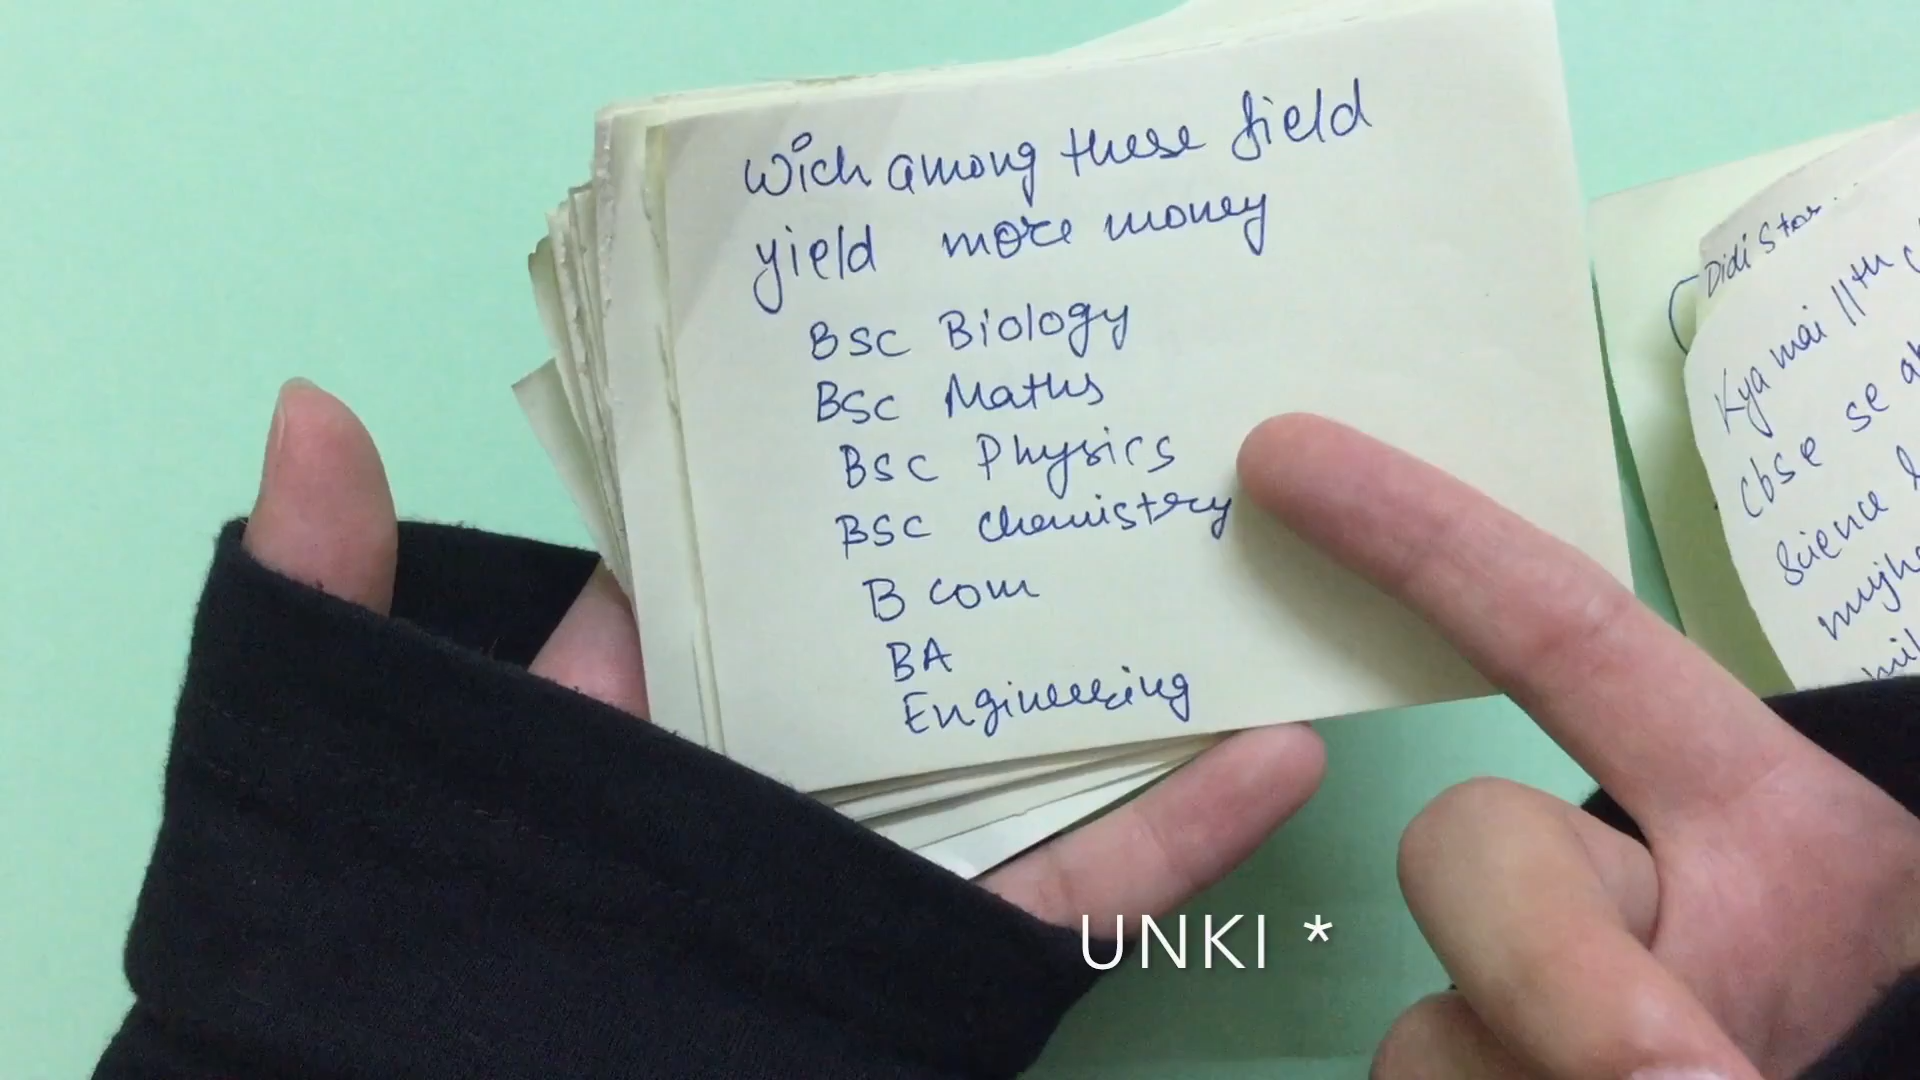 Wich among these field
yield more money
BSC Biology
BSC Maths
BSC Physics
BSC Chemistry
B com
BA
Engineering
Didi Star.
Kya mai 11th
cbse se
Science
UNKI *